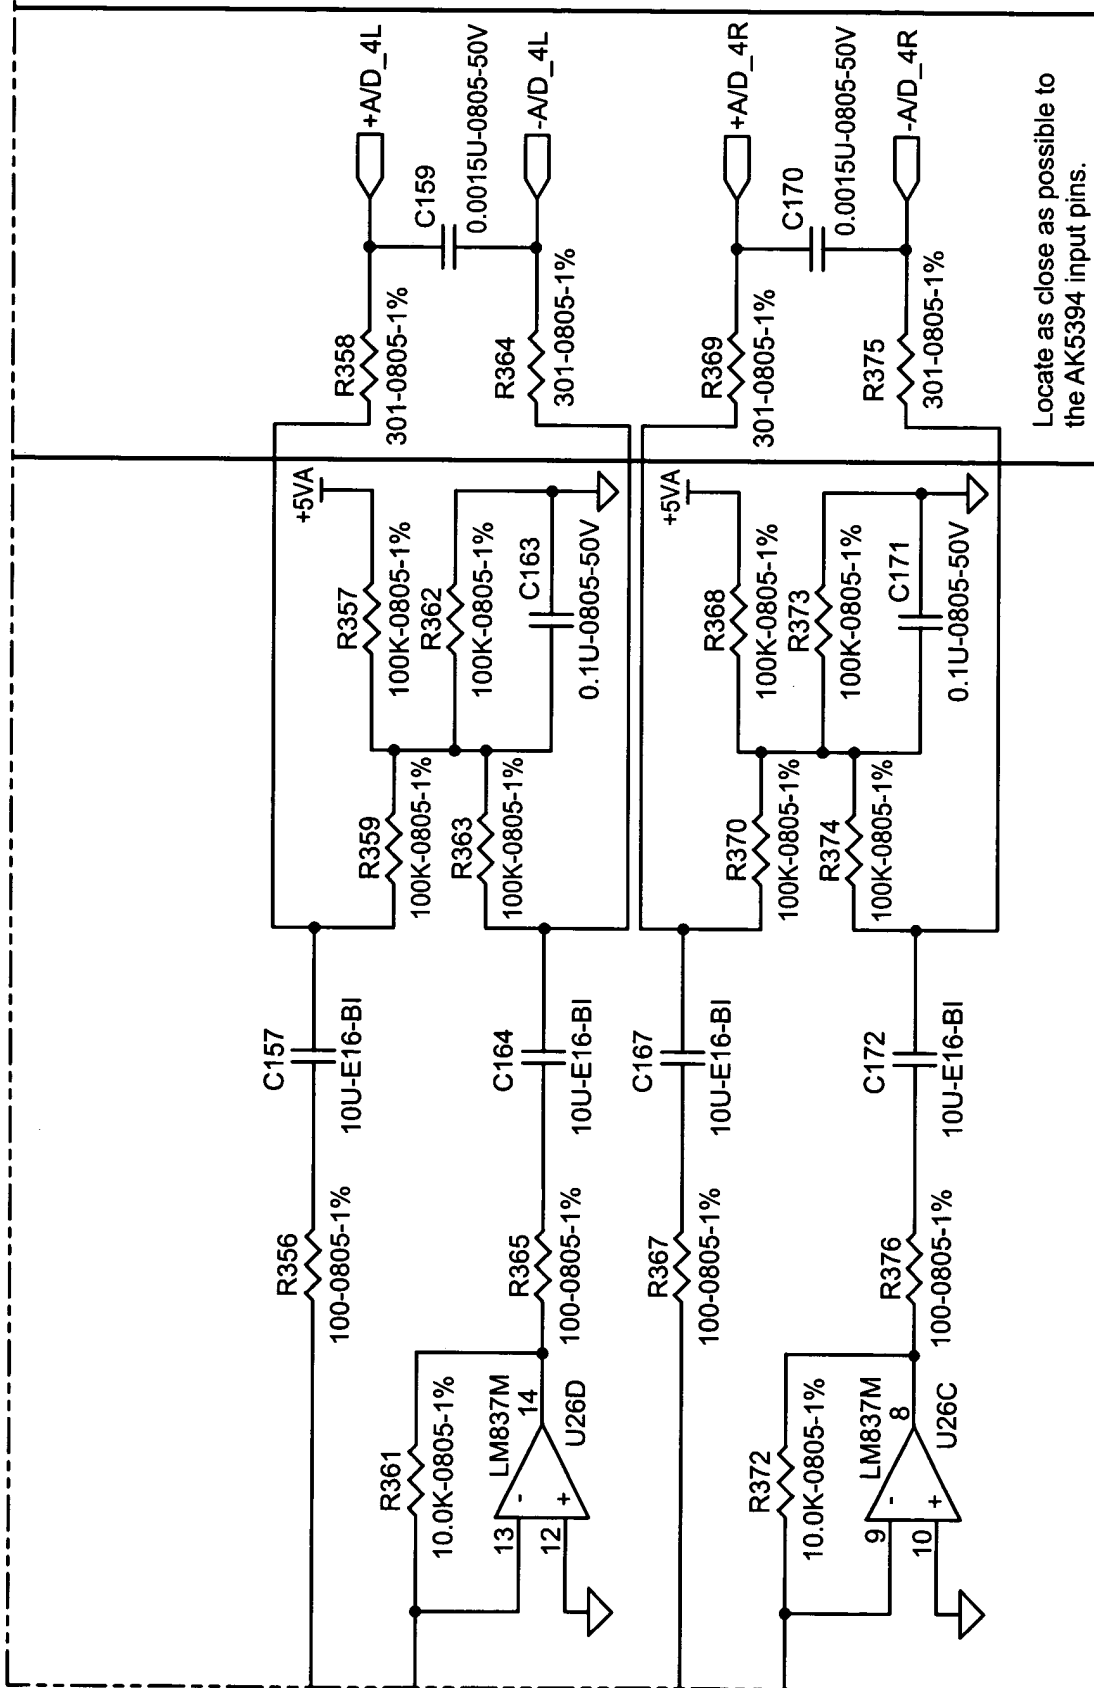 +A/D_4L
-A/D_4L
C159
0.0015U-0805-50V
R358
301-0805-1%
R364
301-0805-1%
+5VA
R357
100K-0805-1%
R362
100K-0805-1%
C163
0.1U-0805-50V
R359
100K-0805-1%
R363
100K-0805-1%
C157
10U-E16-BI
C164
10U-E16-BI
R356
100-0805-1%
R365
100-0805-1%
R361
10.0K-0805-1%
LM837M
13
-
12
+
14
U26D
+A/D_4R
-A/D_4R
C170
0.0015U-0805-50V
R369
301-0805-1%
R375
301-0805-1%
+5VA
R368
100K-0805-1%
R373
100K-0805-1%
C171
0.1U-0805-50V
R370
100K-0805-1%
R374
100K-0805-1%
C167
10U-E16-BI
C172
10U-E16-BI
R367
100-0805-1%
R376
100-0805-1%
R372
10.0K-0805-1%
LM837M
9
-
10
+
8
U26C
Locate as close as possible to
the AK5394 input pins.